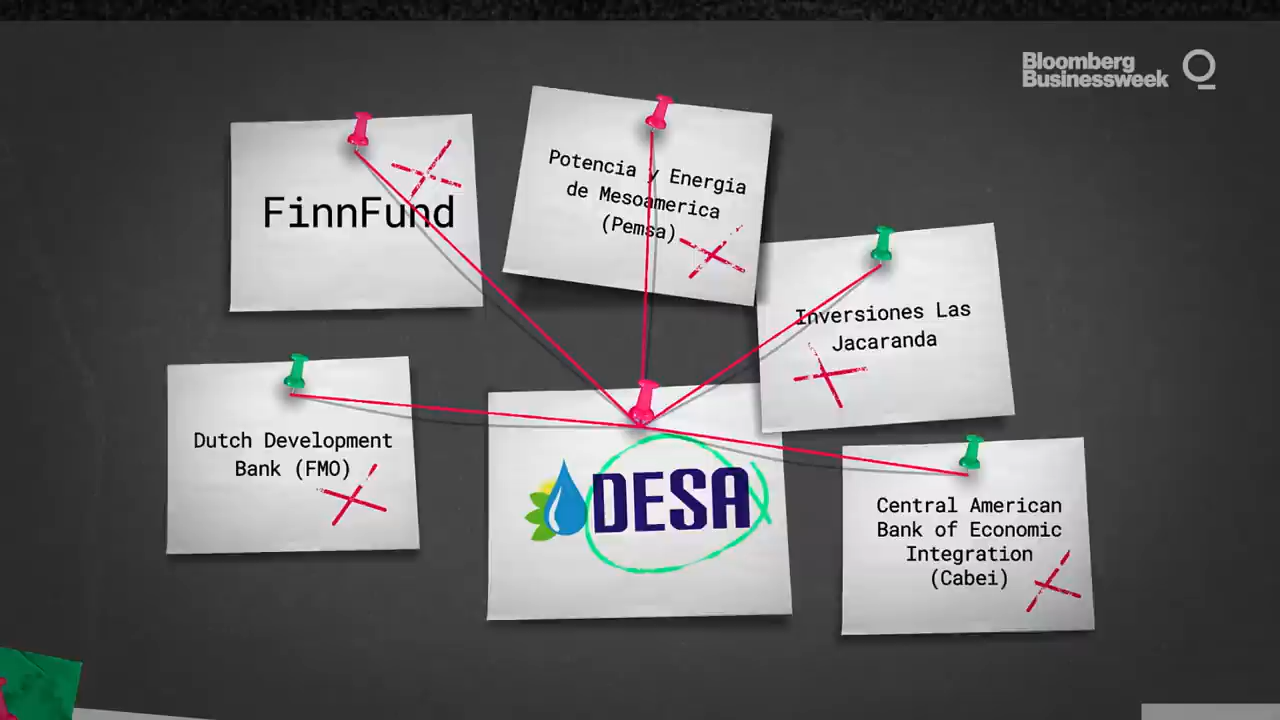 Bloomberg
Businessweek
FinnFund
Potencia y Energia
de Mesoamerica
(Pemsa)
Inversiones Las
Jacaranda
Dutch Development
Bank (FMO)
DESA
Central American
Bank of Economic
Integration
(Cabei)